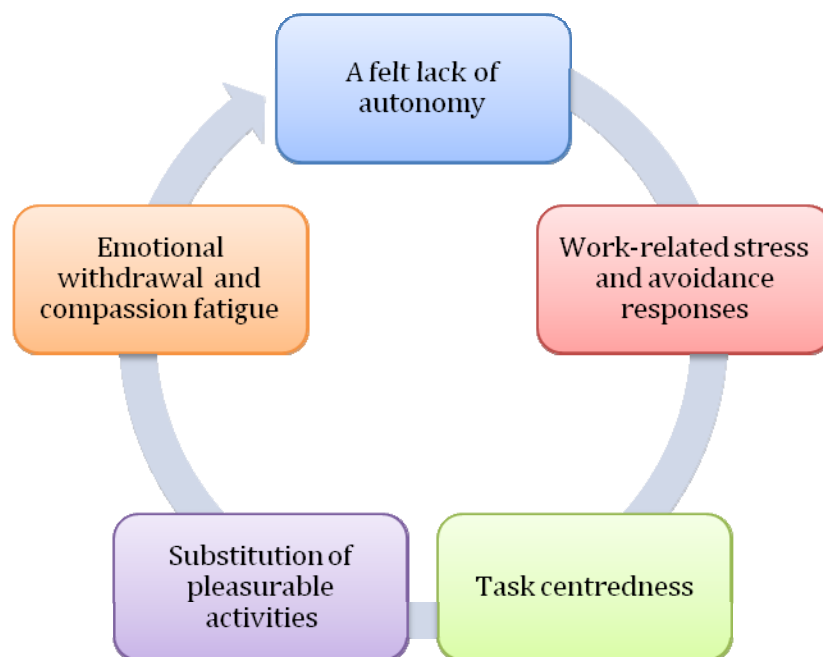 A felt lack of
autonomy
Work-related stress
and avoidance
responses
Task centredness
Substitution of
pleasurable
activities
Emotional
withdrawal and
compassion fatigue